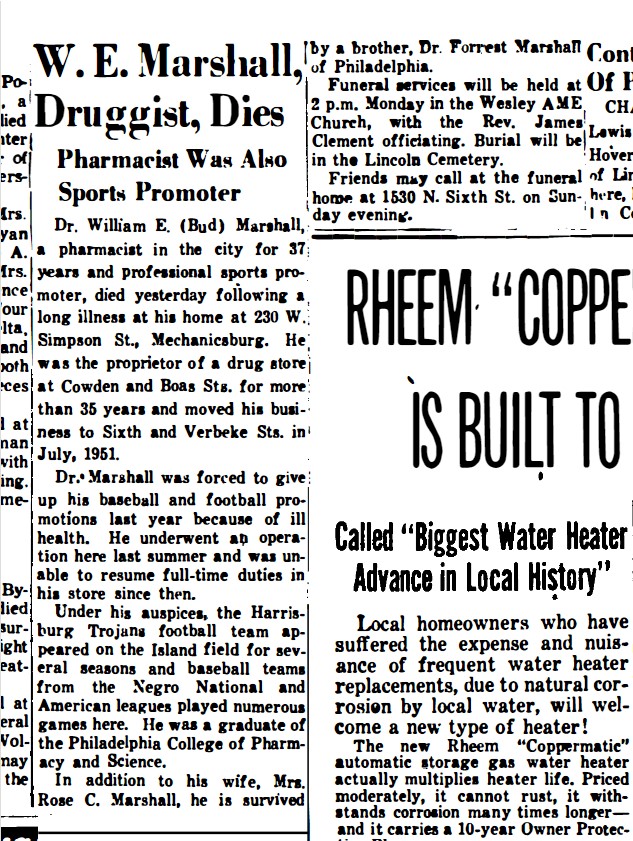 W. E. Marshall,
Druggist, Dies
Pharmacist Was Also
Sports Promoter
Dr. William E. (Bud) Marshall,
a pharmacist in the city for 37
years and professional sports pro-
moter, died yesterday following a
long illness at his home at 230 W.
Simpson St., Mechanicsburg. He
was the proprietor of a drug store
at Cowden and Boas Sts. for more
than 35 years and moved his busi-
ness to Sixth and Verbeke Sts. in
July, 1951.
Dr. Marshall was forced to give
up his baseball and football pro-
motions last year because of ill
health. He underwent an opera-
tion here last summer and was un-
able to resume full-time duties in
his store since then.
Under his auspices, the Harris-
burg Trojans football team ap-
peared on the Island field for sev-
eral seasons and baseball teams
from the Negro National and
American leagues played numerous
games here. He was a graduate of
the Philadelphia College of Pharm-
acy and Science.
In addition to his wife, Mrs.
Rose C. Marshall, he is survived
by a brother, Dr. Forrest Marshall
of Philadelphia.
Funeral services will be held at
2 p.m. Monday in the Wesley AME
Church, with the Rev. James
Clement officiating. Burial will be
in the Lincoln Cemetery.
Friends may call at the funeral
home at 1530 N. Sixth St. on Sun-
day evening.
RHEEM "COPPE
IS BUILT TO
Called "Biggest Water Heater
Advance in Local History"
Local homeowners who have
suffered the expense and nuis-
ance of frequent water heater
replacements, due to natural cor-
rosion by local water, will wel-
come a new type of heater!
The new Rheem "Coppermatic"
automatic storage gas water heater
actually multiplies heater life. Priced
moderately, it cannot rust, it with-
stands corrosion many times longer—
and it carries a 10-year Owner Protec-
Cont
Of P
CHA
Lewis
Hover
of Lin
here,
In Co